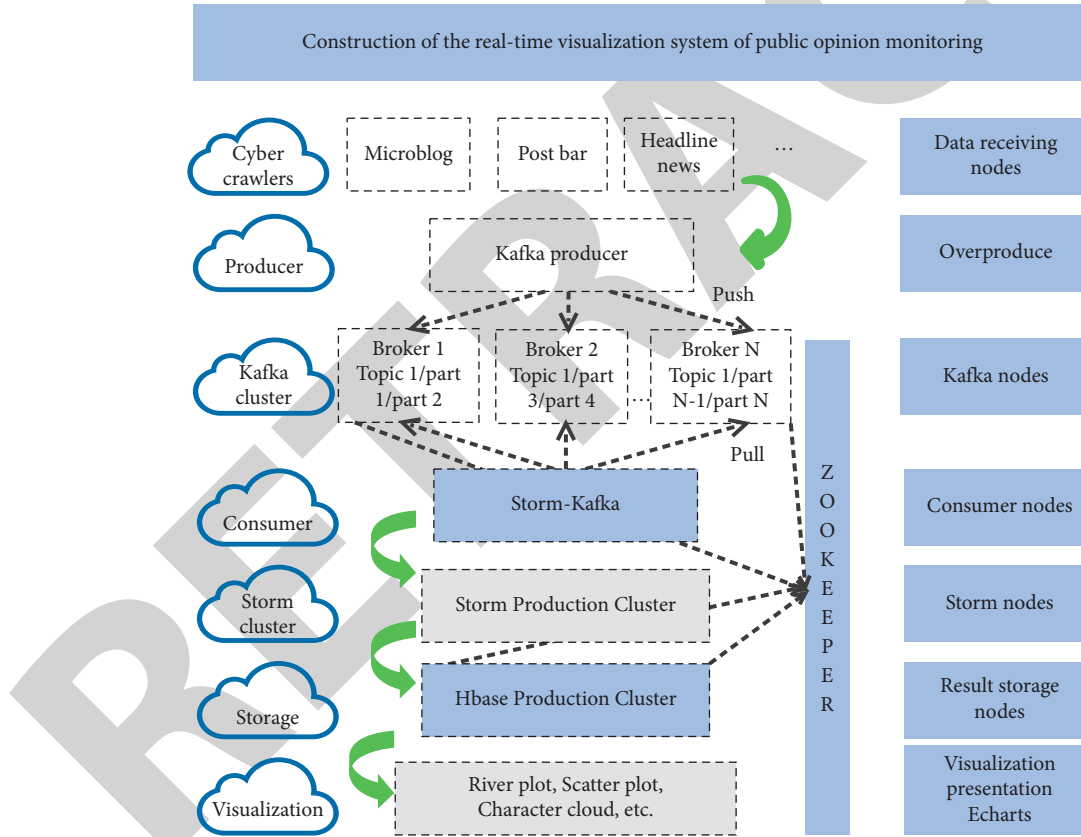 Construction of the real-time visualization system of public opinion monitoring
Cyber
crawlers
Microblog
Post bar
Headline
news
...
Data receiving
nodes
Producer
Kafka producer
Overproduce
Push
Kafka
cluster
Broker 1
Topic 1/part
1/part 2
Broker 2
Topic 1/part
3/part 4
...
Broker N
Topic 1/part
N-1/part N
Kafka nodes
Pull
Consumer
Storm-Kafka
Consumer nodes
ZOOKEEPER
Storm
cluster
Storm Production Cluster
Storm nodes
Storage
Hbase Production Cluster
Result storage
nodes
Visualization
River plot, Scatter plot,
Character cloud, etc.
Visualization
presentation
Echarts